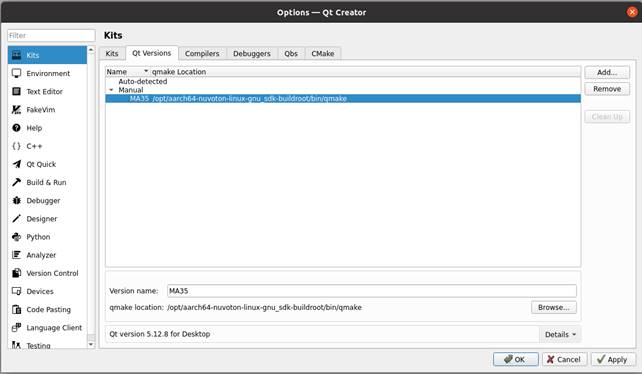 Options — Qt Creator
Filter
Kits
Kits
Environment
Text Editor
FakeVim
Help
{ } C++
Qt Quick
Build & Run
Debugger
Designer
Python
Analyzer
Version Control
Devices
Code Pasting
Language Client
Testing
Kits Qt Versions Compilers Debuggers Qbs CMake
Name qmake Location
Auto-detected
Manual
MA35 /opt/aarch64-nuvoton-linux-gnu_sdk-buildroot/bin/qmake
Add...
Remove
Clean Up
Version name: MA35
qmake location: /opt/aarch64-nuvoton-linux-gnu_sdk-buildroot/bin/qmake Browse...
Qt version 5.12.8 for Desktop Details
OK Cancel Apply